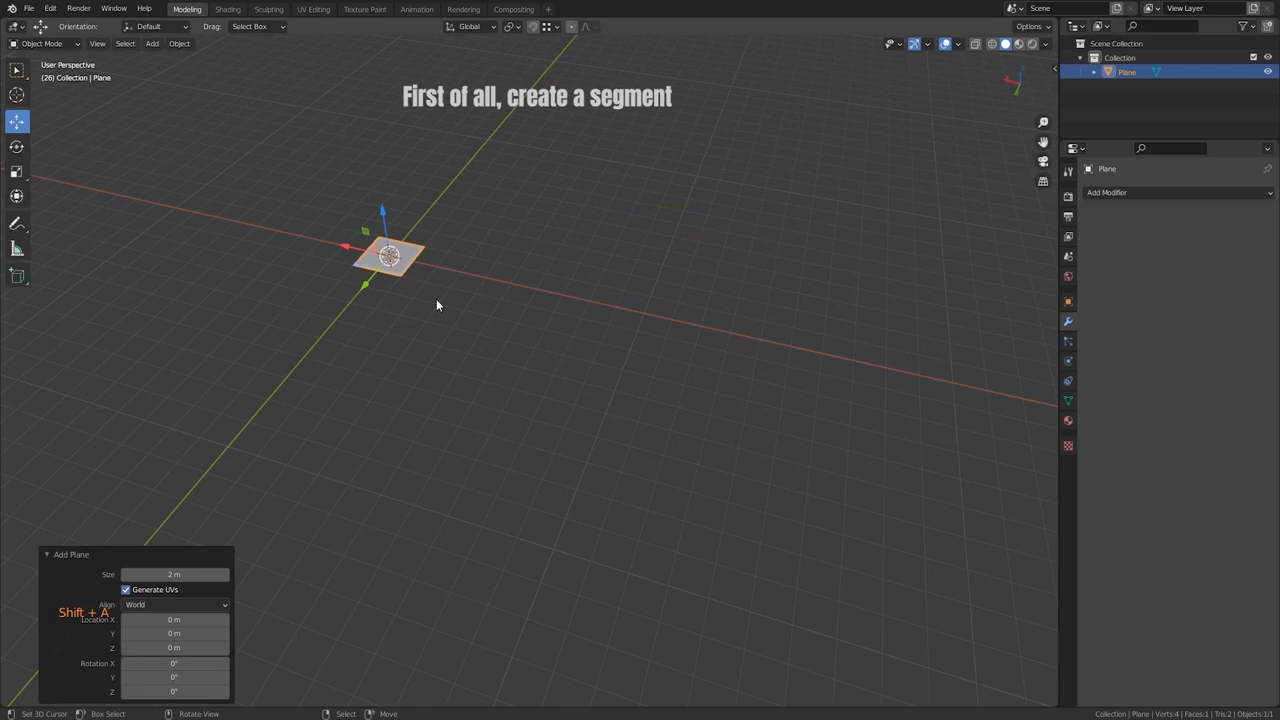 File Edit Render Window Help Modeling Shading Sculpting UV Editing Texture Paint Animation Rendering Compositing + Scene View Layer
Orientation: Default Drag: Select Box Global Options
Object Mode View Select Add Object
Scene Collection
Collection
Plane
User Perspective
(26) Collection | Plane
First of all, create a segment
Plane
Add Modifier
Add Plane
Size 2 m
Generate UVs
Align World
Shift + A
Location X 0 m
Y 0 m
Z 0 m
Rotation X 0°
Y 0°
Z 0°
Set 3D Cursor Box Select Rotate View Select Move Collection | Plane | Verts:4 | Faces:1 | Tris:2 | Objects:1/1